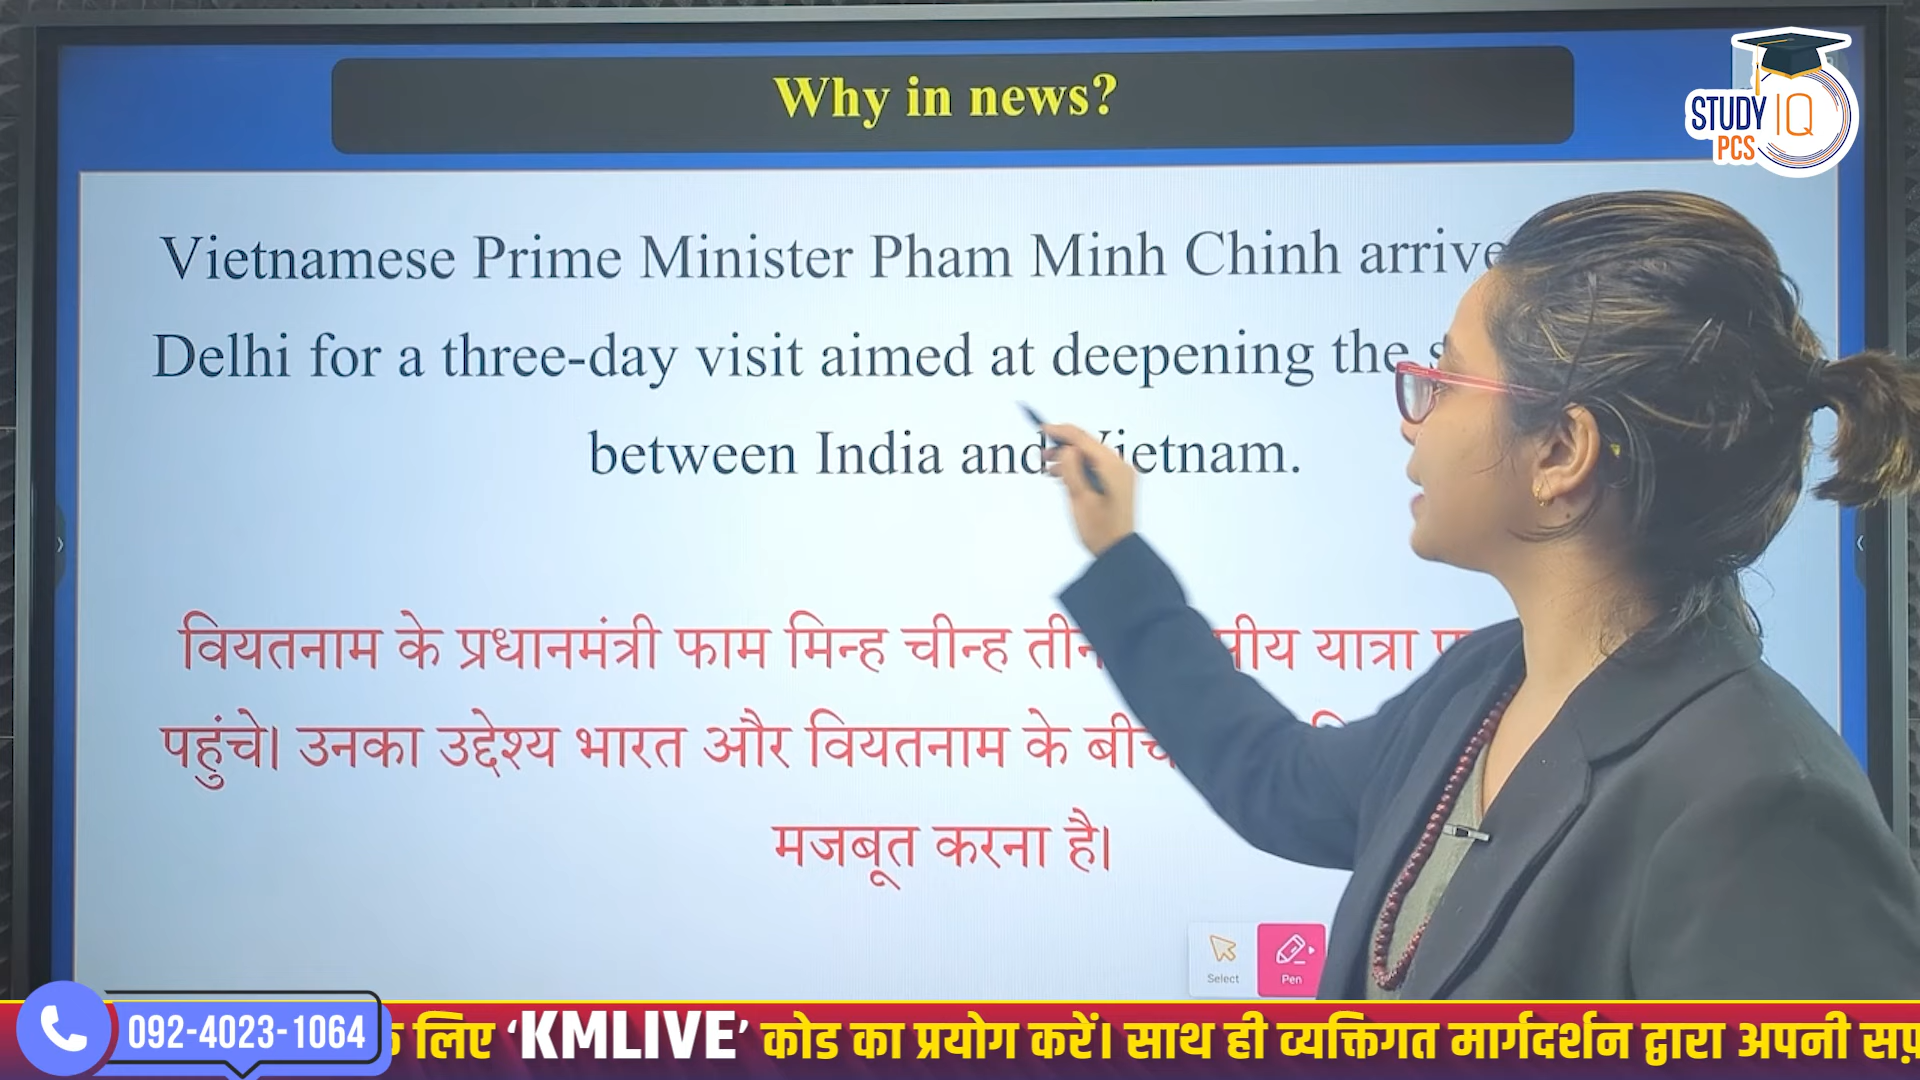 Why in news?
STUDY IQ
PCS
Vietnamese Prime Minister Pham Minh Chinh
Delhi for a three-day visit aimed at deepening the
between India and Vietnam.
वियतनाम के प्रधानमंत्री फाम मिन्ह चीन्ह यात्रा
पहुंचे। उनका उद्देश्य भारत और वियतनाम के बीच
मजबूत करना है।
Select
Pen
092-4023-1064
लिए ‘KMLIVE’ कोड का प्रयोग करें। साथ ही व्यक्तिगत मार्गदर्शन द्वारा अपनी